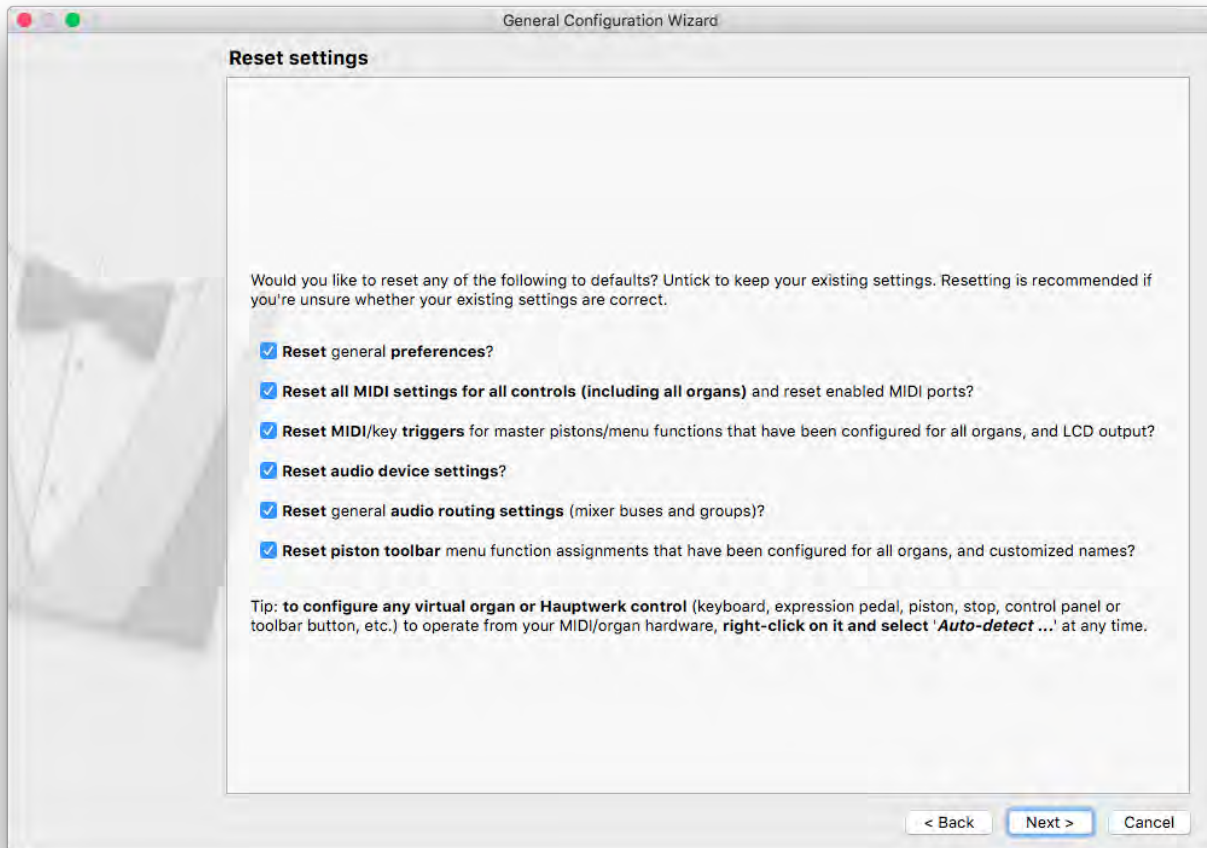 General Configuration Wizard
Reset settings
Would you like to reset any of the following to defaults? Untick to keep your existing settings. Resetting is recommended if
you're unsure whether your existing settings are correct.
Reset general preferences?
Reset all MIDI settings for all controls (including all organs) and reset enabled MIDI ports?
Reset MIDI/key triggers for master pistons/menu functions that have been configured for all organs, and LCD output?
Reset audio device settings?
Reset general audio routing settings (mixer buses and groups)?
Reset piston toolbar menu function assignments that have been configured for all organs, and customized names?
Tip: to configure any virtual organ or Hauptwerk control (keyboard, expression pedal, piston, stop, control panel or
toolbar button, etc.) to operate from your MIDI/organ hardware, right-click on it and select 'Auto-detect ...' at any time.
< Back Next > Cancel